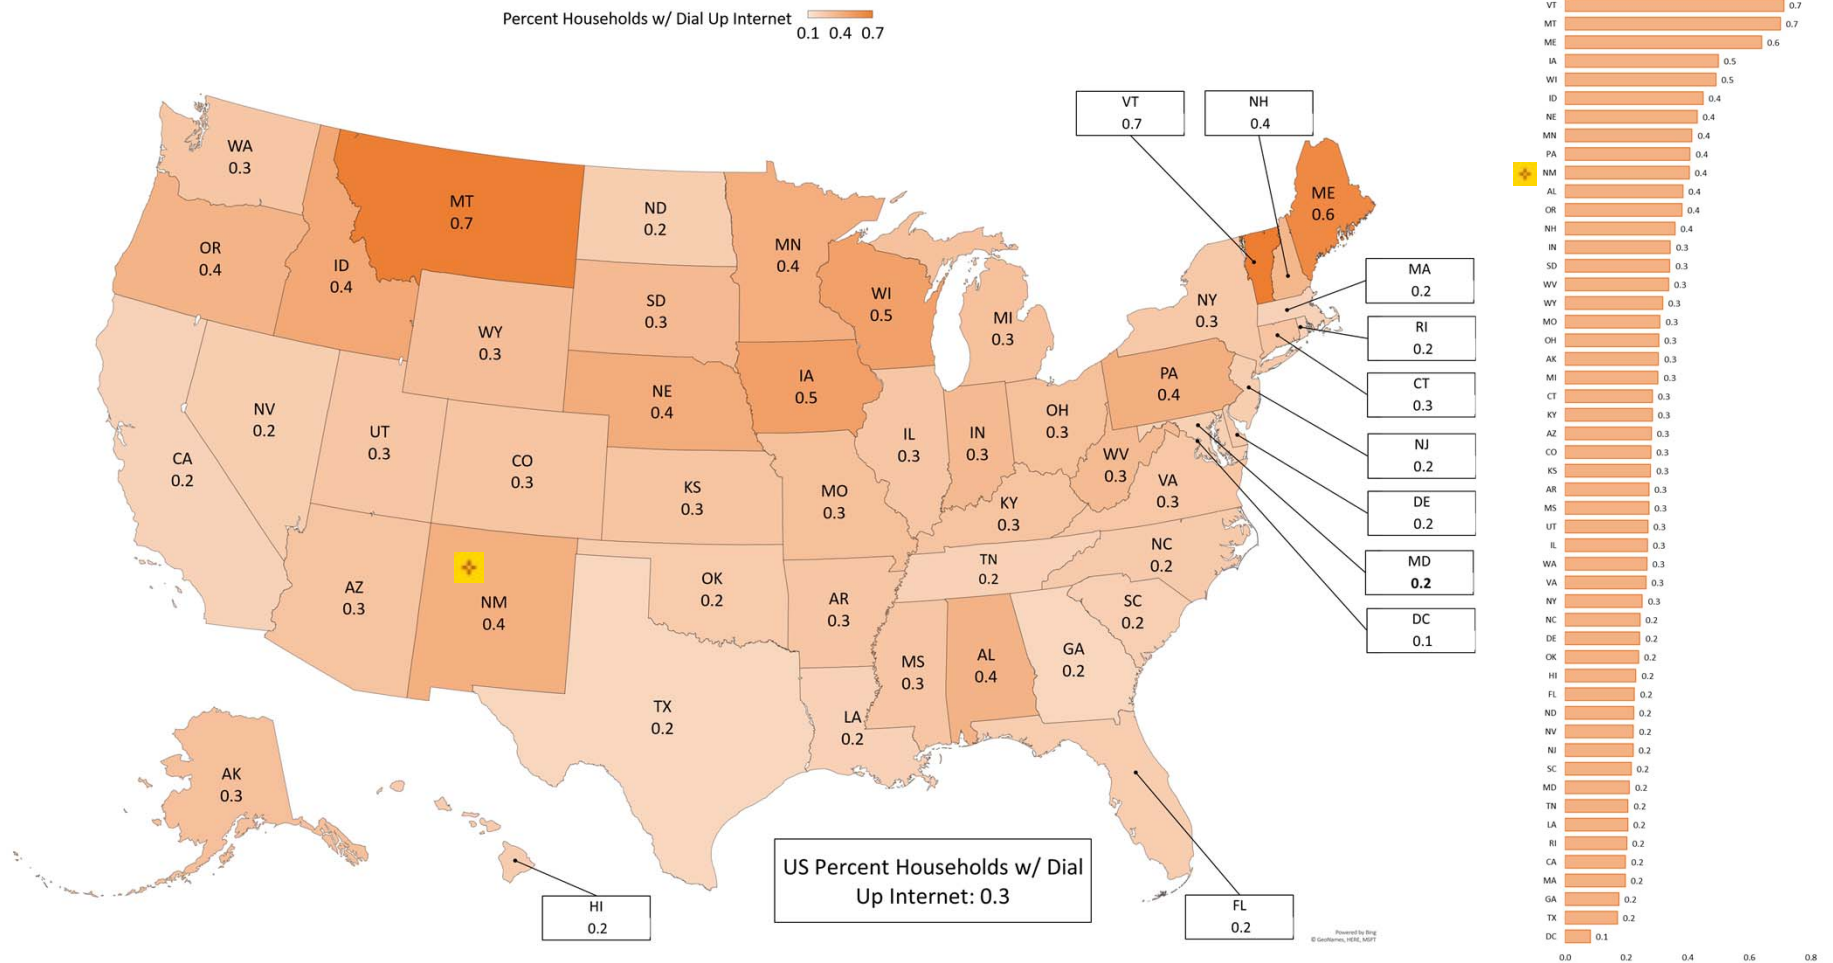 Percent Households w/ Dial Up Internet
0.1 0.4 0.7
WA
0.3
OR
0.4
ID
0.4
MT
0.7
ND
0.2
MN
0.4
WI
0.5
SD
0.3
WY
0.3
NE
0.4
IA
0.5
MI
0.3
NY
0.3
VT
0.7
NH
0.4
ME
0.6
MA
0.2
RI
0.2
CT
0.3
NJ
0.2
DE
0.2
MD
0.2
DC
0.1
CA
0.2
NV
0.2
UT
0.3
CO
0.3
KS
0.3
MO
0.3
IL
0.3
IN
0.3
OH
0.3
PA
0.4
WV
0.3
VA
0.3
KY
0.3
TN
0.2
NC
0.2
SC
0.2
AZ
0.3
NM
0.4
OK
0.2
AR
0.3
MS
0.3
AL
0.4
GA
0.2
TX
0.2
LA
0.2
AK
0.3
HI
0.2
FL
0.2
US Percent Households w/ Dial
Up Internet: 0.3
Powered by Bing
© GeoNames, HERE, MSFT
VT 0.7
MT 0.7
ME 0.6
IA 0.5
WI 0.5
ID 0.4
NE 0.4
MN 0.4
PA 0.4
NM 0.4
AL 0.4
OR 0.4
NH 0.4
IN 0.3
SD 0.3
WV 0.3
WY 0.3
MO 0.3
OH 0.3
AK 0.3
MI 0.3
CT 0.3
KY 0.3
AZ 0.3
CO 0.3
KS 0.3
AR 0.3
MS 0.3
UT 0.3
IL 0.3
WA 0.3
VA 0.3
NY 0.3
NC 0.2
DE 0.2
OK 0.2
HI 0.2
FL 0.2
ND 0.2
NV 0.2
NJ 0.2
SC 0.2
MD 0.2
TN 0.2
LA 0.2
RI 0.2
CA 0.2
MA 0.2
GA 0.2
TX 0.2
DC 0.1
0.0 0.2 0.4 0.6 0.8